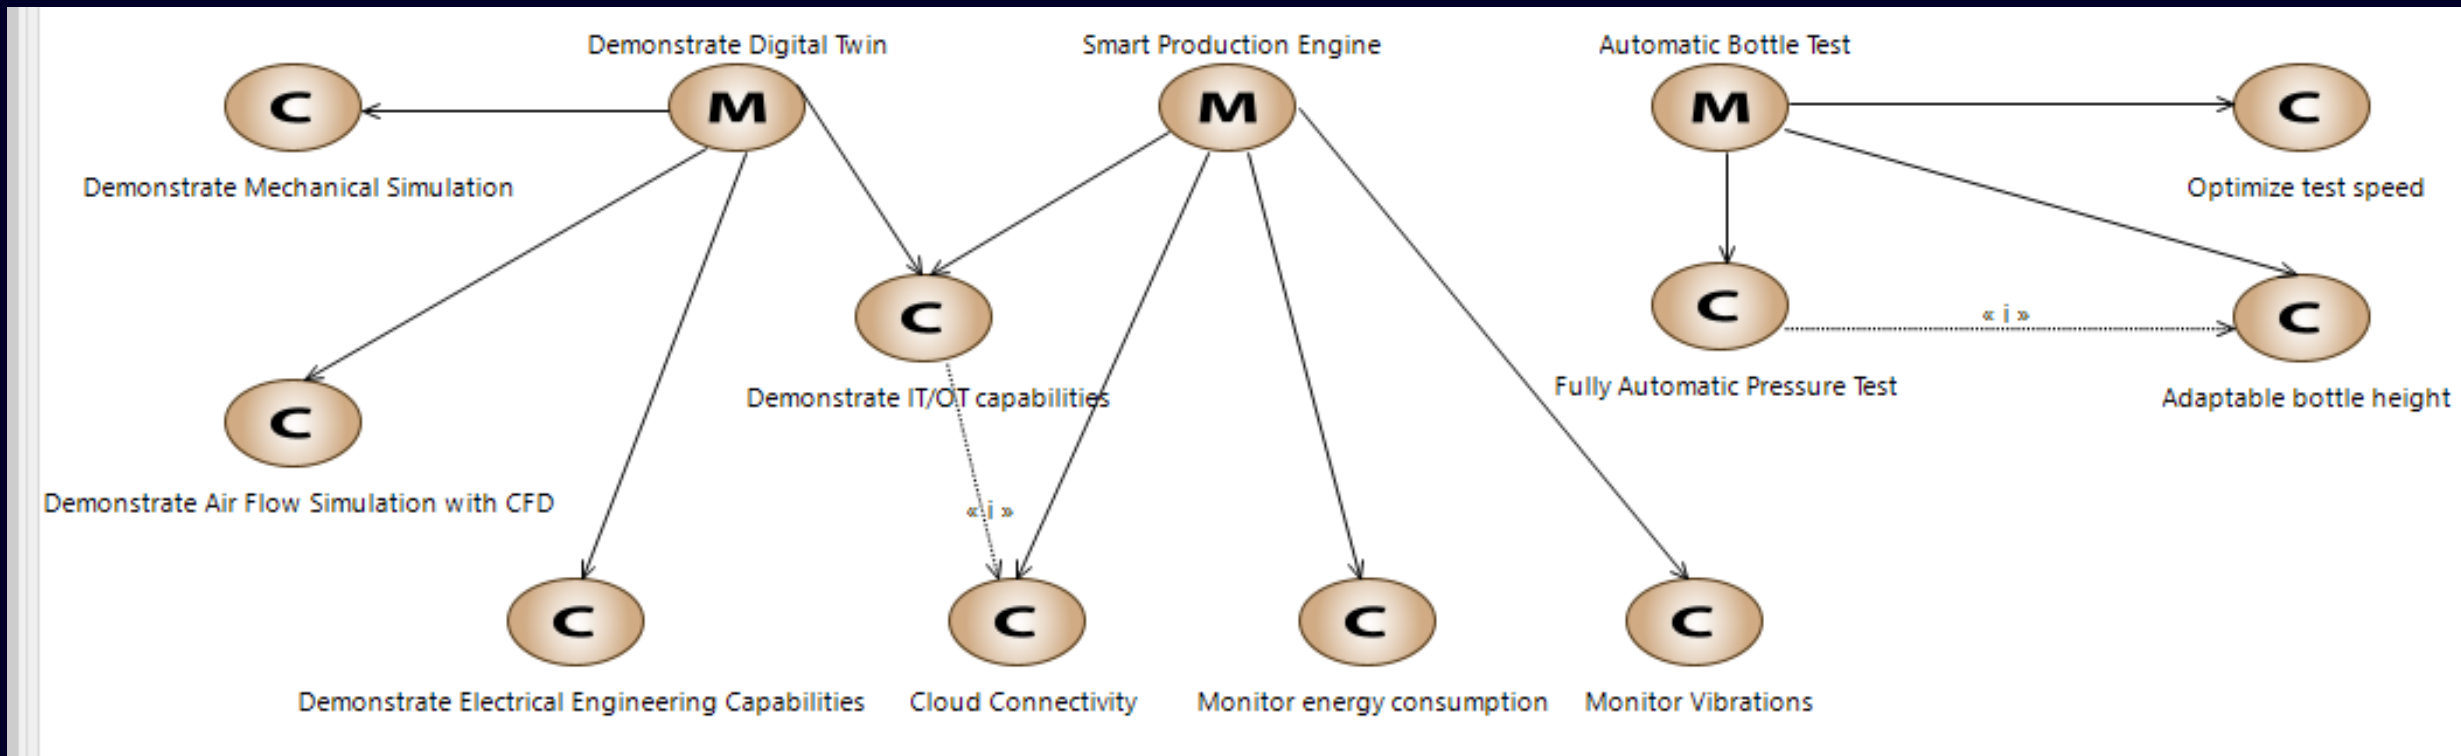 Demonstrate Digital Twin
Smart Production Engine
Automatic Bottle Test
C
M
M
M
C
Demonstrate Mechanical Simulation
Optimize test speed
C
C
C
« i »
Fully Automatic Pressure Test
Demonstrate IT/OT capabilities
Adaptable bottle height
C
Demonstrate Air Flow Simulation with CFD
« i »
C
C
C
C
Demonstrate Electrical Engineering Capabilities
Cloud Connectivity
Monitor energy consumption
Monitor Vibrations